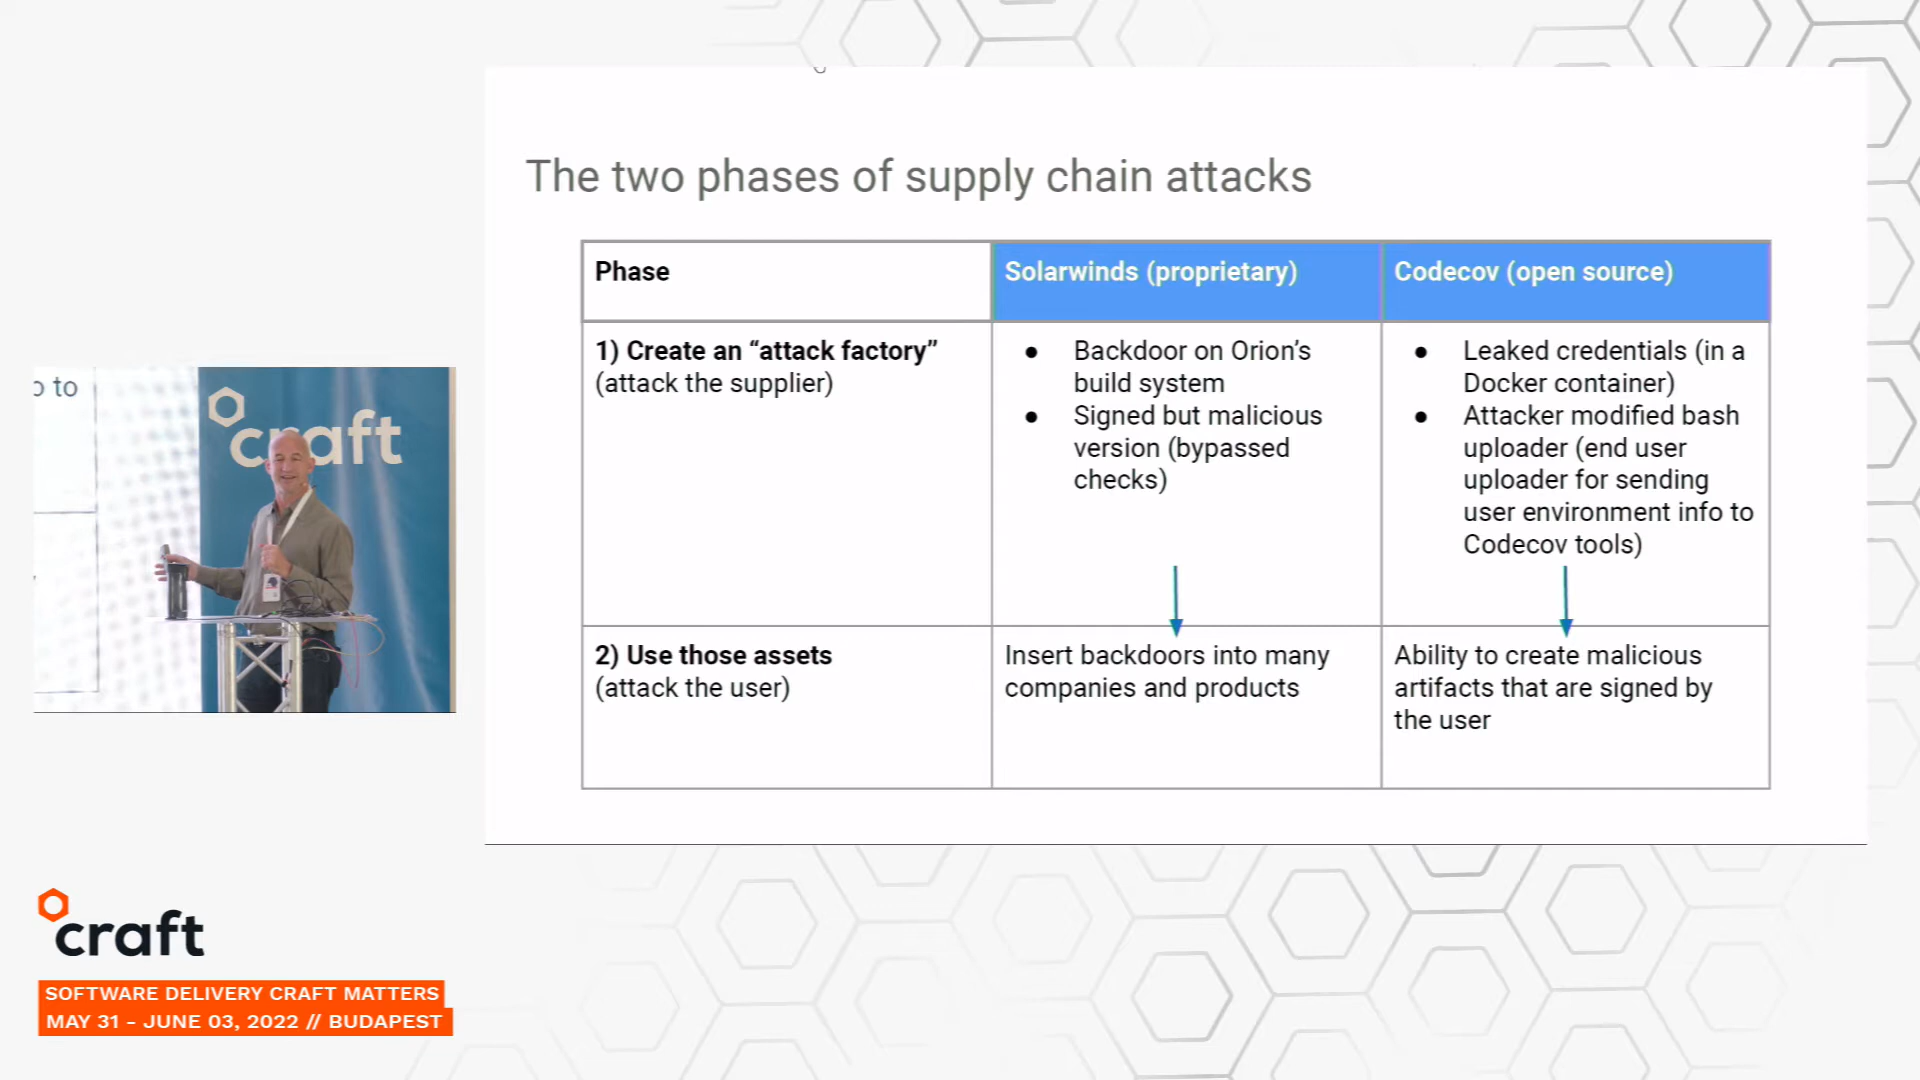 The two phases of supply chain attacks
Phase
Solarwinds (proprietary)
Codecov (open source)
1) Create an “attack factory”
(attack the supplier)
● Backdoor on Orion’s
build system
● Signed but malicious
version (bypassed
checks)
● Leaked credentials (in a
Docker container)
● Attacker modified bash
uploader (end user
uploader for sending
user environment info to
Codecov tools)
2) Use those assets
(attack the user)
Insert backdoors into many
companies and products
Ability to create malicious
artifacts that are signed by
the user
o to
craft
craft
SOFTWARE DELIVERY CRAFT MATTERS
MAY 31 - JUNE 03, 2022 // BUDAPEST